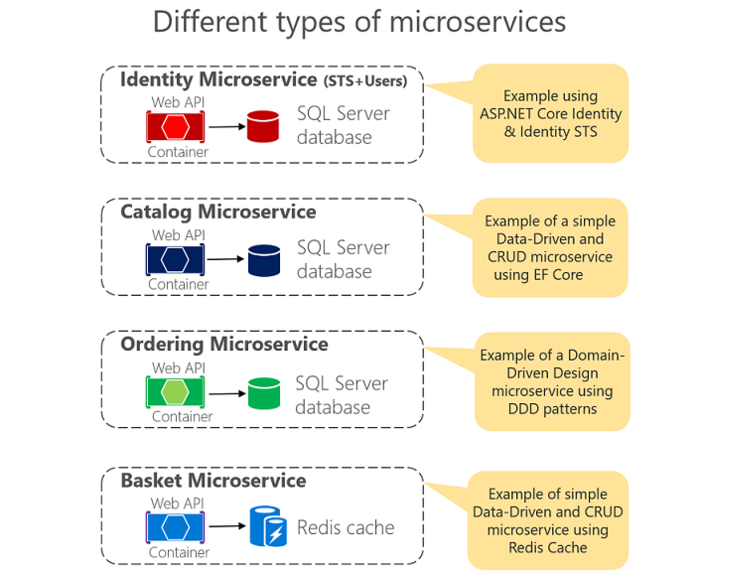 Different types of microservices
Identity Microservice (STS+Users)
Web API
Container
SQL Server
database
Example using
ASP.NET Core Identity
& Identity STS
Catalog Microservice
Web API
Container
SQL Server
database
Example of a simple
Data-Driven and
CRUD microservice
using EF Core
Ordering Microservice
Web API
Container
SQL Server
database
Example of a Domain-
Driven Design
microservice using
DDD patterns
Basket Microservice
Web API
Container
Redis cache
Example of simple
Data-Driven and CRUD
microservice using
Redis Cache